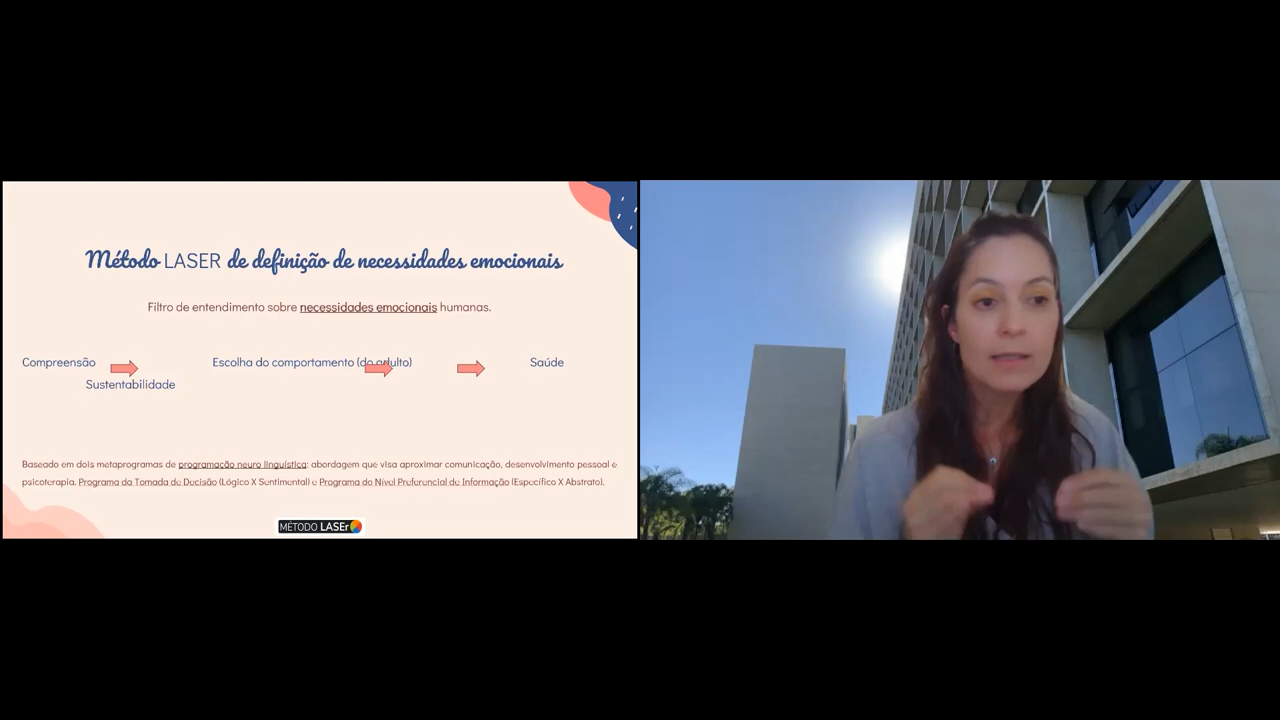 Método LASER de definição de necessidades emocionais
Filtro de entendimento sobre necessidades emocionais humanas.
Compreensão Escolha do comportamento (do adulto) Saúde
Sustentabilidade
Baseado em dois metaprogramas de programação neuro linguística: abordagem que visa aproximar comunicação, desenvolvimento pessoal e
psicoterapia. Programa da Tomada de Decisão (Lógico X Sentimental) e Programa do Nível Preferencial de Informação (Específico X Abstrato).
MÉTODO LASEr